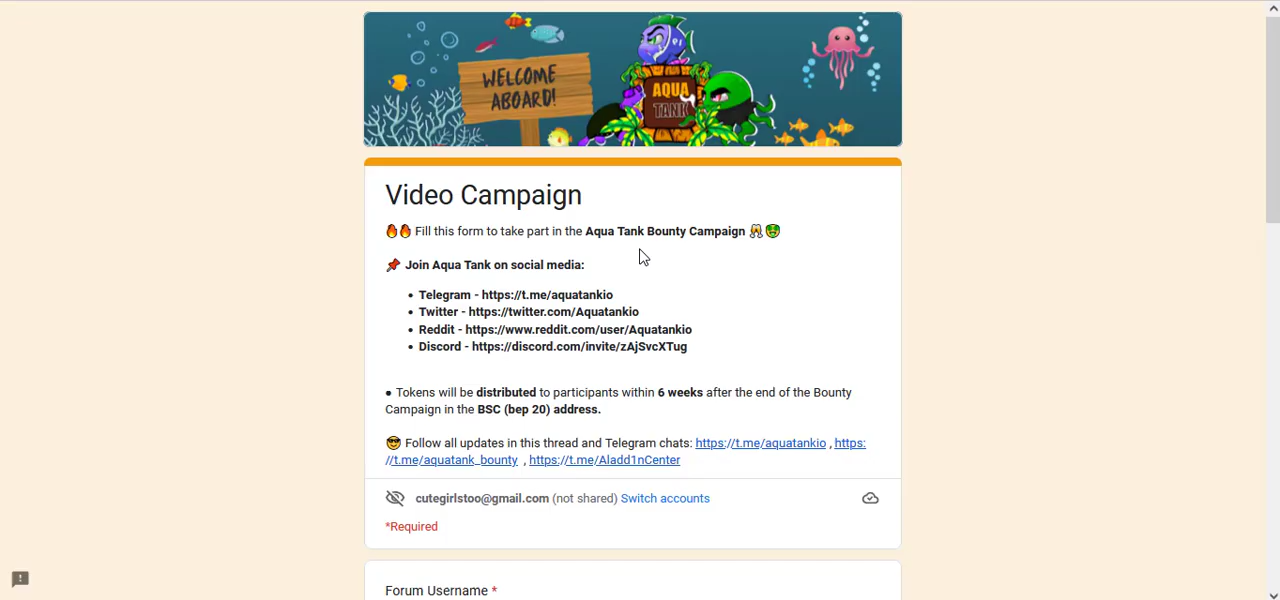 WELCOME
ABOARD!
AQUA
TANK
Video Campaign
🔥🔥 Fill this form to take part in the Aqua Tank Bounty Campaign 🥂🤑
📌 Join Aqua Tank on social media:
• Telegram - https://t.me/aquatankio
• Twitter - https://twitter.com/Aquatankio
• Reddit - https://www.reddit.com/user/Aquatankio
• Discord - https://discord.com/invite/zAjSvcXTug
● Tokens will be distributed to participants within 6 weeks after the end of the Bounty
Campaign in the BSC (bep 20) address.
😎 Follow all updates in this thread and Telegram chats: https://t.me/aquatankio , https:
//t.me/aquatank_bounty , https://t.me/Aladd1nCenter
cutegirlstoo@gmail.com (not shared) Switch accounts
*Required
Forum Username *